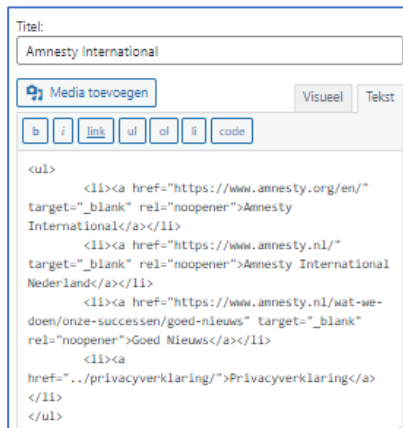 Titel:
Amnesty International
Media toevoegen
Visueel Tekst
b i link ul ol li code
<ul>
<li><a href="https://www.amnesty.org/en/"
target="_blank" rel="noopener">Amnesty
International</a></li>
<li><a href="https://www.amnesty.nl/"
target="_blank" rel="noopener">Amnesty International
Nederland</a></li>
<li><a href="https://www.amnesty.nl/wat-we-
doen/onze-successen/goed-nieuws" target="_blank"
rel="noopener">Goed Nieuws</a></li>
<li><a
href="../privacyverklaring/">Privacyverklaring</a>
</li>
</ul>